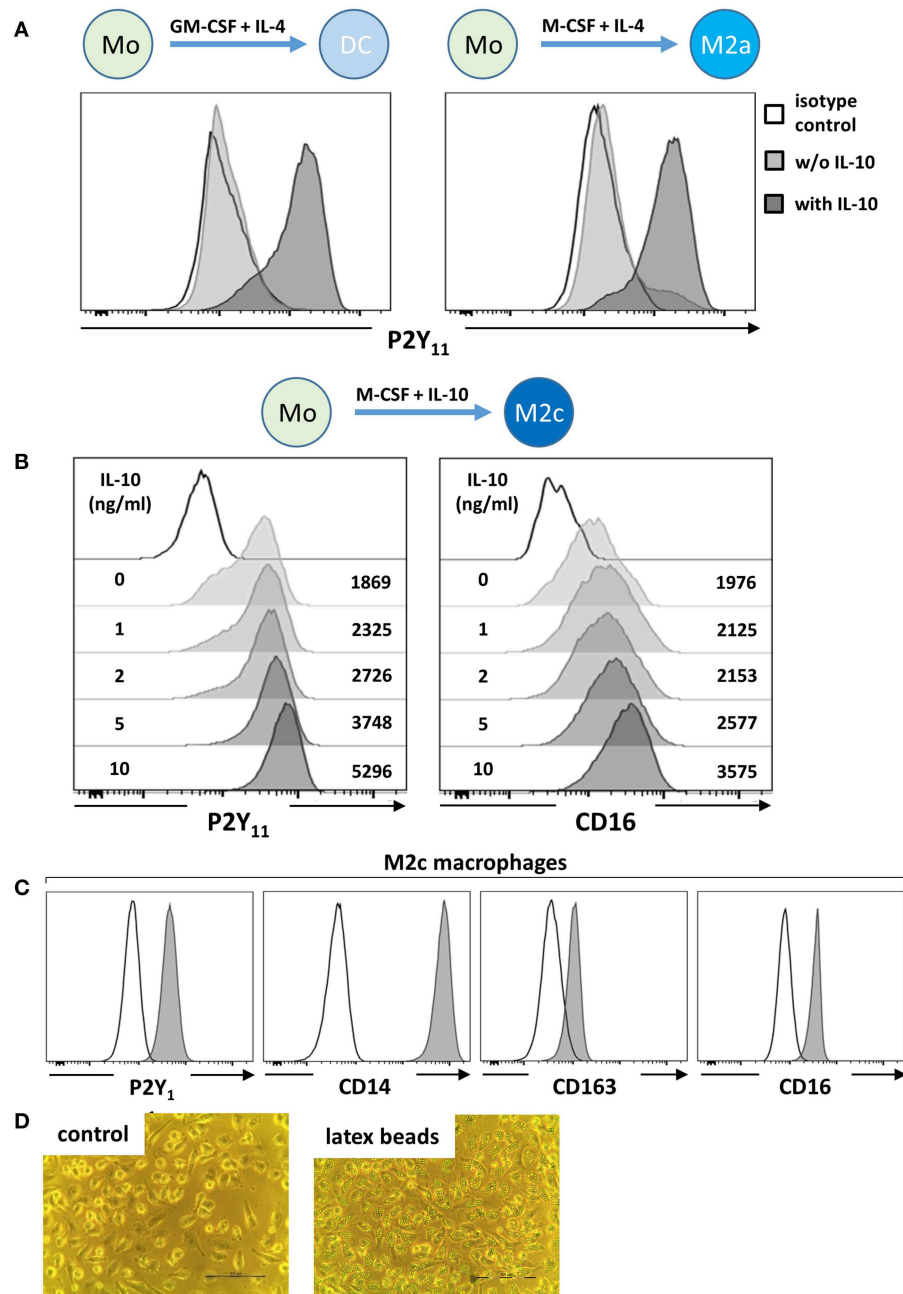 A
Mo
GM-CSF + IL-4
DC
Mo
M-CSF + IL-4
M2a
isotype
control
w/o IL-10
with IL-10
P2Y₁₁
Mo
M-CSF + IL-10
M2c
B
IL-10
(ng/ml)
0 1869
1 2325
2 2726
5 3748
10 5296
P2Y₁₁
IL-10
(ng/ml)
0 1976
1 2125
2 2153
5 2577
10 3575
CD16
M2c macrophages
C
P2Y₁
CD14
CD163
CD16
D
control
latex beads